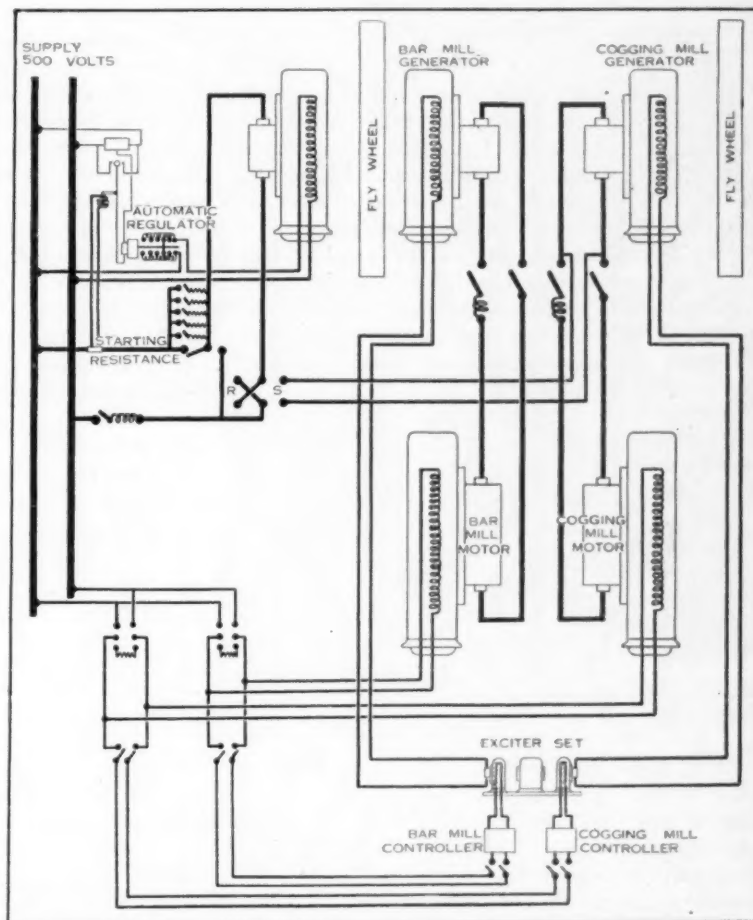 SUPPLY
500 VOLTS
BAR MILL
GENERATOR
COGGING MILL
GENERATOR
FLY WHEEL
FLY WHEEL
AUTOMATIC
REGULATOR
STARTING
RESISTANCE
R
S
BAR
MILL
MOTOR
COGGING
MILL
MOTOR
EXCITER SET
BAR MILL
CONTROLLER
COGGING MILL
CONTROLLER